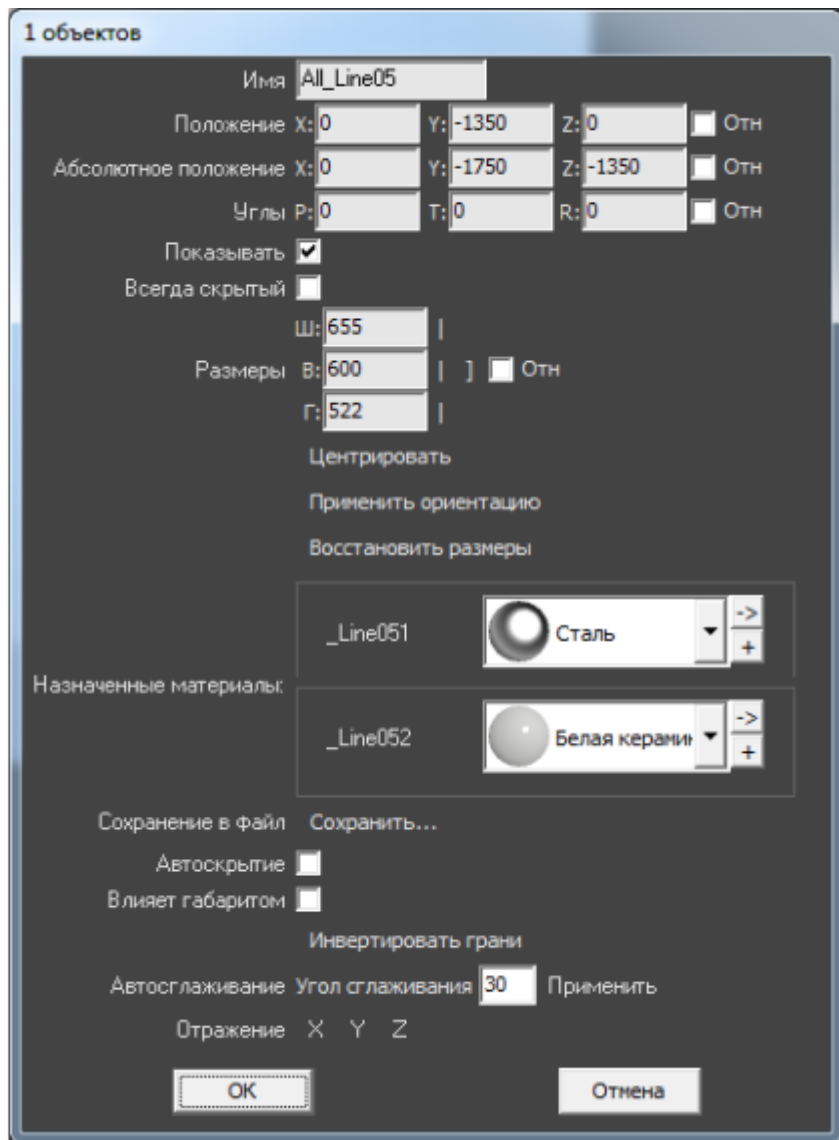 1 объектов
Имя All_Line05
Положение X: 0 Y: -1350 Z: 0 Отн
Абсолютное положение X: 0 Y: -1750 Z: -1350 Отн
Углы P: 0 T: 0 R: 0 Отн
Показывать
Всегда скрытый
Ш: 655 |
Размеры В: 600 | ] Отн
Г: 522 |
Центрировать
Применить ориентацию
Восстановить размеры
_Line051 Сталь ->
+
Назначенные материалы:
_Line052 Белая керамик ->
+
Сохранение в файл Сохранить...
Автоскрытие
Влияет габаритом
Инвертировать грани
Автосглаживание Угол сглаживания 30 Применить
Отражение X Y Z
OK Отмена